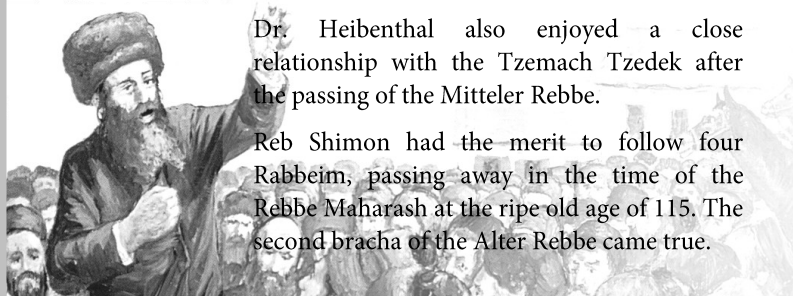 Dr. Heibenthal also enjoyed a close
relationship with the Tzemach Tzedek after
the passing of the Mitteler Rebbe.
Reb Shimon had the merit to follow four
Rabbeim, passing away in the time of the
Rebbe Maharash at the ripe old age of 115. The
second bracha of the Alter Rebbe came true.